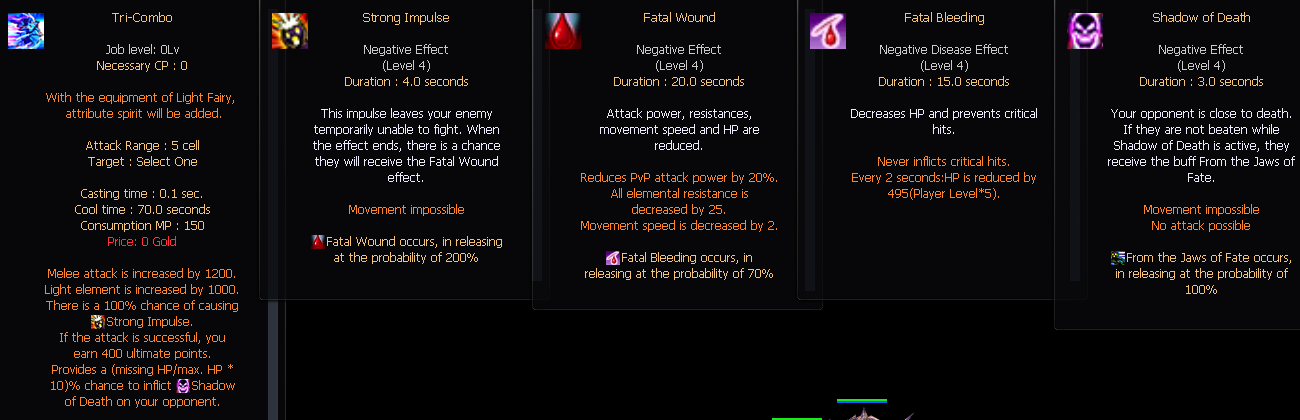 Tri-Combo
Job level: 0Lv
Necessary CP : 0
With the equipment of Light Fairy,
attribute spirit will be added.
Attack Range : 5 cell
Target : Select One
Casting time : 0.1 sec.
Cool time : 70.0 seconds
Consumption MP : 150
Price: 0 Gold
Melee attack is increased by 1200.
Light element is increased by 1000.
There is a 100% chance of causing
Strong Impulse.
If the attack is successful, you
earn 400 ultimate points.
Provides a (missing HP/max. HP *
10)% chance to inflict Shadow
of Death on your opponent.
Strong Impulse
Negative Effect
(Level 4)
Duration : 4.0 seconds
This impulse leaves your enemy
temporarily unable to fight. When
the effect ends, there is a chance
they will receive the Fatal Wound
effect.
Movement impossible
Fatal Wound occurs, in releasing
at the probability of 200%
Fatal Wound
Negative Effect
(Level 4)
Duration : 20.0 seconds
Attack power, resistances,
movement speed and HP are
reduced.
Reduces PvP attack power by 20%.
All elemental resistance is
decreased by 25.
Movement speed is decreased by 2.
Fatal Bleeding occurs, in
releasing at the probability of 70%
Fatal Bleeding
Negative Disease Effect
(Level 4)
Duration : 15.0 seconds
Decreases HP and prevents critical
hits.
Never inflicts critical hits.
Every 2 seconds:HP is reduced by
495(Player Level*5).
Shadow of Death
Negative Effect
(Level 4)
Duration : 3.0 seconds
Your opponent is close to death.
If they are not beaten while
Shadow of Death is active, they
receive the buff From the Jaws of
Fate.
Movement impossible
No attack possible
From the Jaws of Fate occurs,
in releasing at the probability of
100%